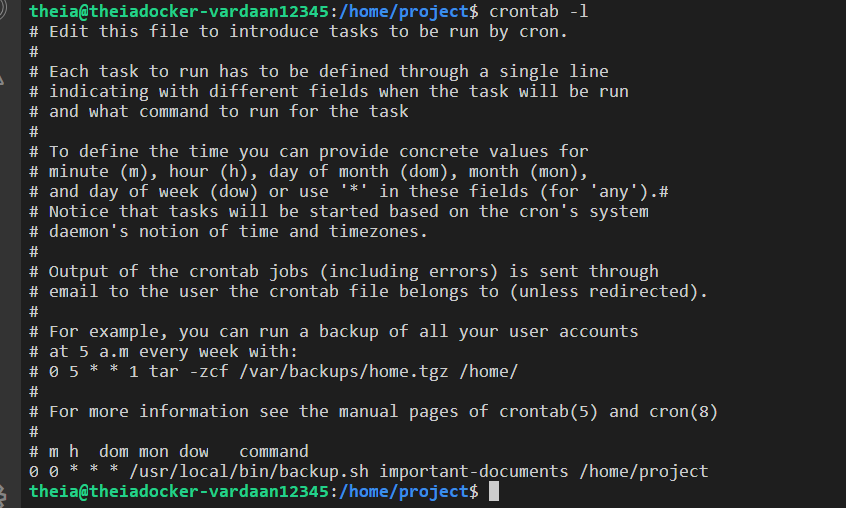 theia@theiadocker-vardaan12345:/home/project$ crontab -l
# Edit this file to introduce tasks to be run by cron.
#
# Each task to run has to be defined through a single line
# indicating with different fields when the task will be run
# and what command to run for the task
#
# To define the time you can provide concrete values for
# minute (m), hour (h), day of month (dom), month (mon),
# and day of week (dow) or use '*' in these fields (for 'any').#
# Notice that tasks will be started based on the cron's system
# daemon's notion of time and timezones.
#
# Output of the crontab jobs (including errors) is sent through
# email to the user the crontab file belongs to (unless redirected).
#
# For example, you can run a backup of all your user accounts
# at 5 a.m every week with:
# 0 5 * * 1 tar -zcf /var/backups/home.tgz /home/
#
# For more information see the manual pages of crontab(5) and cron(8)
#
# m h  dom mon dow   command
0 0 * * * /usr/local/bin/backup.sh important-documents /home/project
theia@theiadocker-vardaan12345:/home/project$